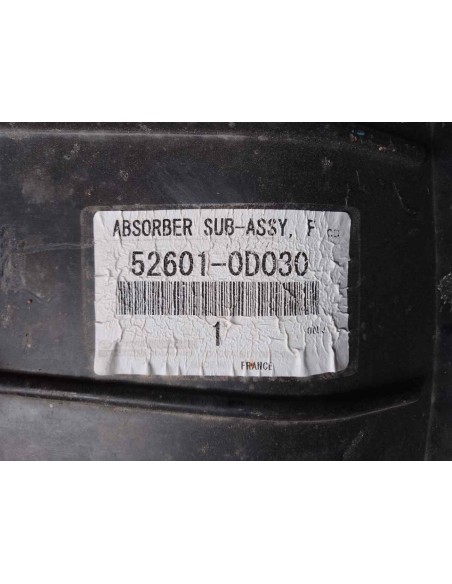 ABSORBER SUB-ASSY, F
52601-0D030
1
FRANCE